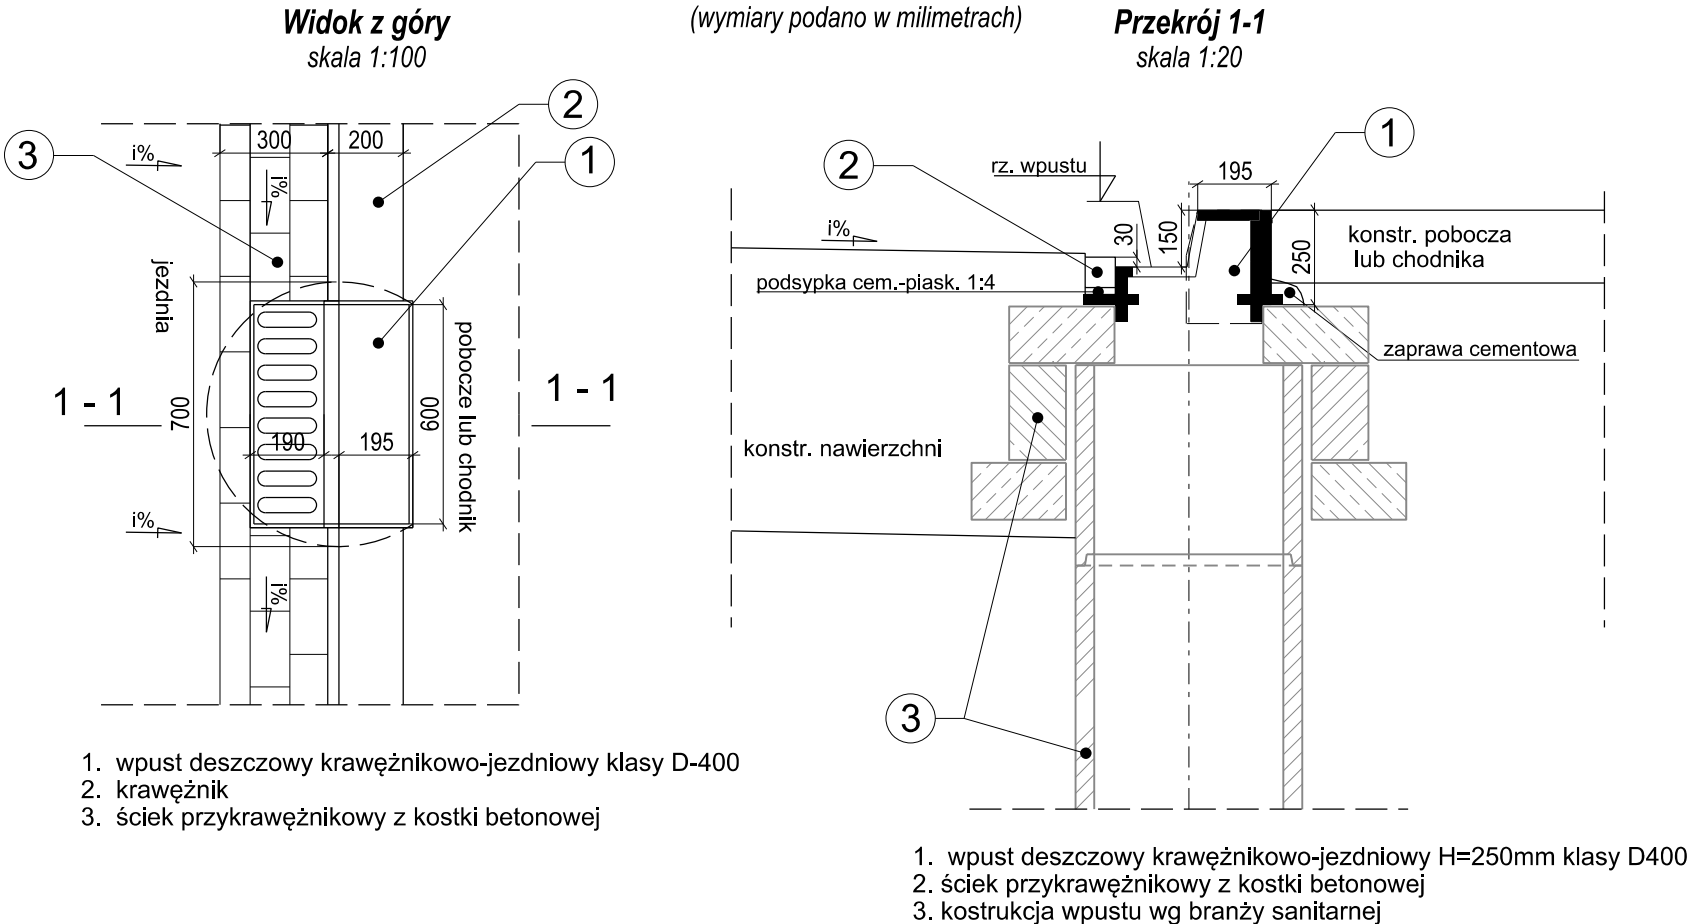 Widok z góry
skala 1:100
(wymiary podano w milimetrach)
Przekrój 1-1
skala 1:20
2
3
1
300
200
i%
i%
jezdnia
700
190
195
600
pobocze lub chodnik
1 - 1
1 - 1
i%
i%
1. wpust deszczowy krawężnikowo-jezdniowy klasy D-400
2. krawężnik
3. ściek przykrawężnikowy z kostki betonowej
1
2
rz. wpustu
195
i%
30
150
250
konstr. pobocza
lub chodnika
podsypka cem.-piask. 1:4
zaprawa cementowa
konstr. nawierzchni
3
1. wpust deszczowy krawężnikowo-jezdniowy H=250mm klasy D400
2. ściek przykrawężnikowy z kostki betonowej
3. kostrukcja wpustu wg branży sanitarnej